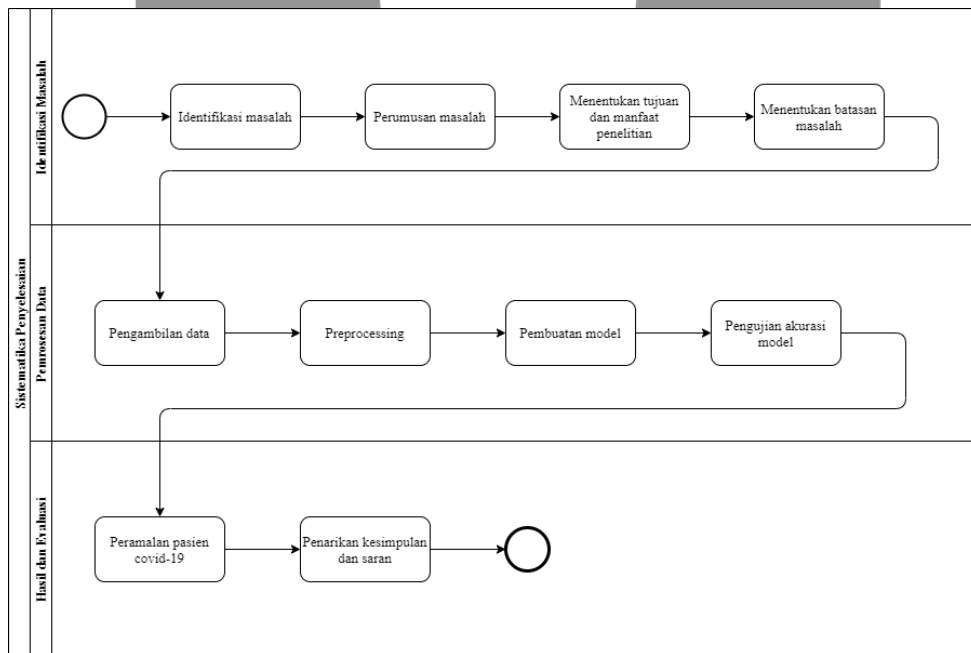 Sistematika Penyelesaian
Identifikasi Masalah
Identifikasi masalah
Perumusan masalah
Menentukan tujuan
dan manfaat
penelitian
Menentukan batasan
masalah
Pemrosesan Data
Pengambilan data
Preprocessing
Pembuatan model
Pengujian akurasi
model
Hasil dan Evaluasi
Peramalan pasien
covid-19
Penarikan kesimpulan
dan saran